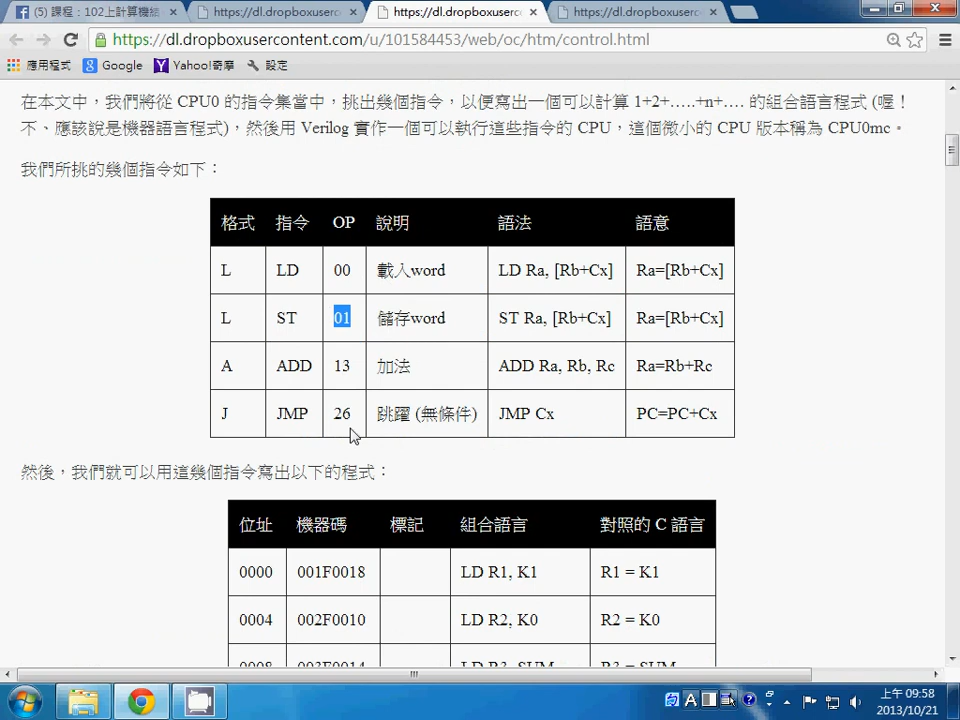 (5) 課程：102上計算機組
https://dl.dropboxuserc
https://dl.dropboxuserco
https://dl.dropboxuserc
https://dl.dropboxusercontent.com/u/101584453/web/oc/htm/control.html
應用程式 Google Yahoo!奇摩 設定
在本文中，我們將從 CPU0 的指令集當中，挑出幾個指令，以便寫出一個可以計算 1+2+.....+n+.... 的組合語言程式 (喔！
不、應該說是機器語言程式)，然後用 Verilog 實作一個可以執行這些指令的 CPU，這個微小的 CPU 版本稱為 CPU0mc。
我們所挑的幾個指令如下：
格式 指令 OP 說明 語法 語意
L LD 00 載入word LD Ra, [Rb+Cx] Ra=[Rb+Cx]
L ST 01 儲存word ST Ra, [Rb+Cx] Ra=[Rb+Cx]
A ADD 13 加法 ADD Ra, Rb, Rc Ra=Rb+Rc
J JMP 26 跳躍 (無條件) JMP Cx PC=PC+Cx
然後，我們就可以用這幾個指令寫出以下的程式：
位址 機器碼 標記 組合語言 對照的 C 語言
0000 001F0018 LD R1, K1 R1 = K1
0004 002F0010 LD R2, K0 R2 = K0
0008 003F0014 LD R3, SUM R3 = SUM
上午 09:58
2013/10/21